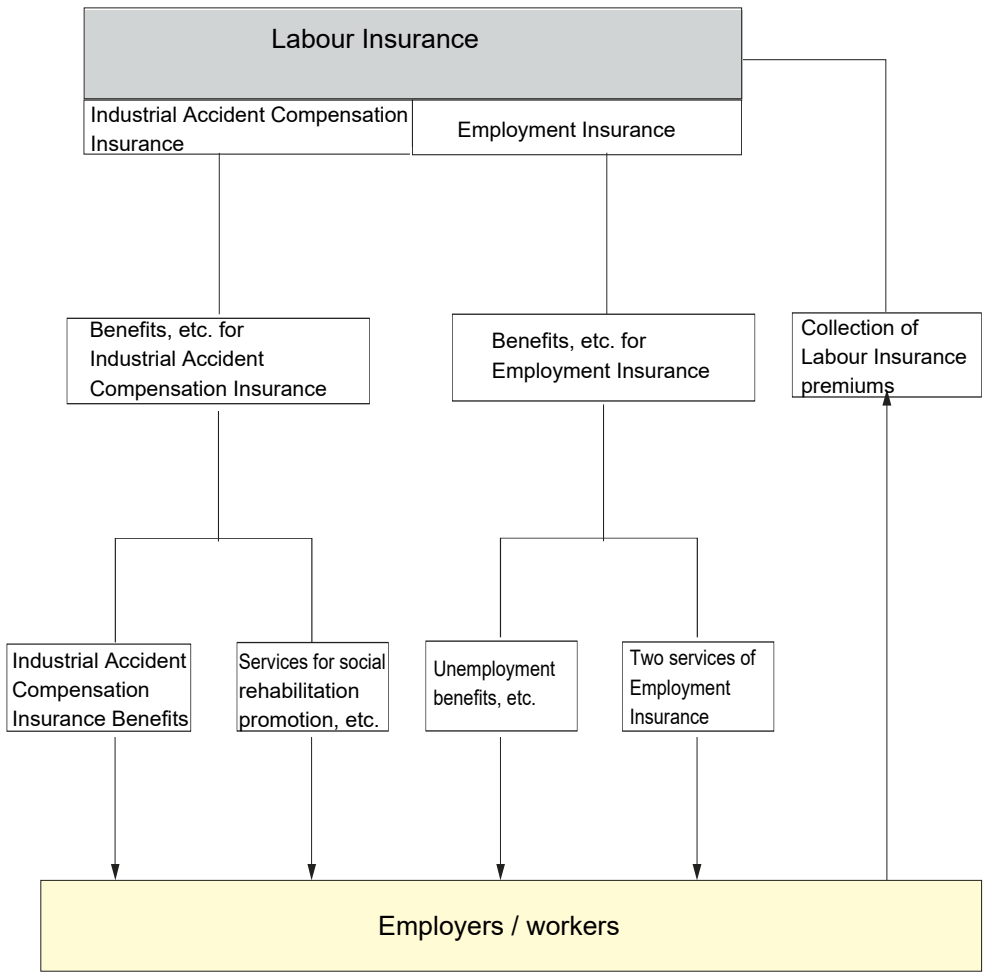 Labour Insurance
Industrial Accident Compensation
Insurance
Employment Insurance
Benefits, etc. for
Industrial Accident
Compensation Insurance
Benefits, etc. for
Employment Insurance
Collection of
Labour Insurance
premiums
Industrial Accident
Compensation
Insurance Benefits
Services for social
rehabilitation
promotion, etc.
Unemployment
benefits, etc.
Two services of
Employment
Insurance
Employers / workers